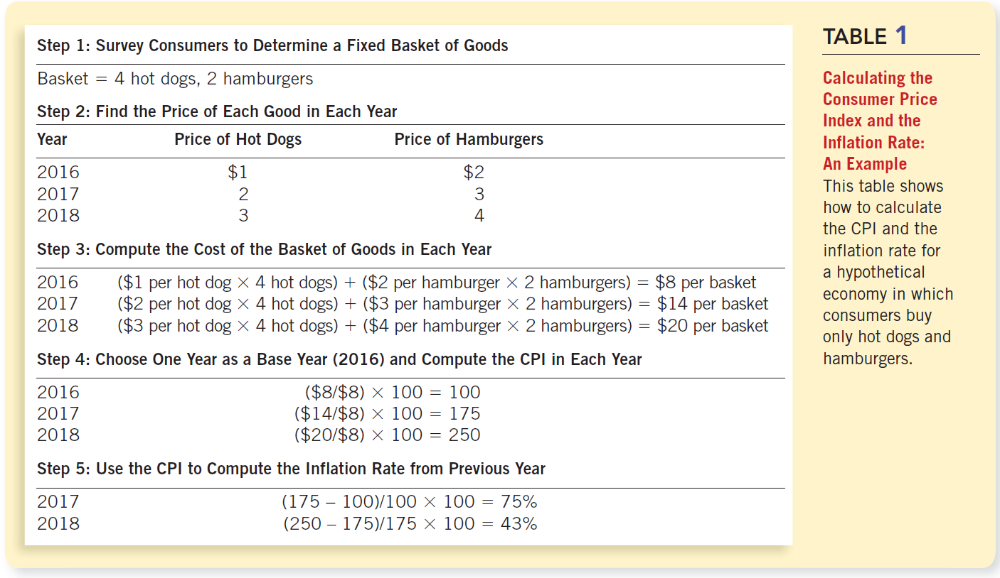 Step 1: Survey Consumers to Determine a Fixed Basket of Goods
Basket = 4 hot dogs, 2 hamburgers
Step 2: Find the Price of Each Good in Each Year
Year Price of Hot Dogs Price of Hamburgers
2016 $1 $2
2017 2 3
2018 3 4
Step 3: Compute the Cost of the Basket of Goods in Each Year
2016 ($1 per hot dog × 4 hot dogs) + ($2 per hamburger × 2 hamburgers) = $8 per basket
2017 ($2 per hot dog × 4 hot dogs) + ($3 per hamburger × 2 hamburgers) = $14 per basket
2018 ($3 per hot dog × 4 hot dogs) + ($4 per hamburger × 2 hamburgers) = $20 per basket
Step 4: Choose One Year as a Base Year (2016) and Compute the CPI in Each Year
2016 ($8/$8) × 100 = 100
2017 ($14/$8) × 100 = 175
2018 ($20/$8) × 100 = 250
Step 5: Use the CPI to Compute the Inflation Rate from Previous Year
2017 (175 – 100)/100 × 100 = 75%
2018 (250 – 175)/175 × 100 = 43%
TABLE 1
Calculating the
Consumer Price
Index and the
Inflation Rate:
An Example
This table shows
how to calculate
the CPI and the
inflation rate for
a hypothetical
economy in which
consumers buy
only hot dogs and
hamburgers.